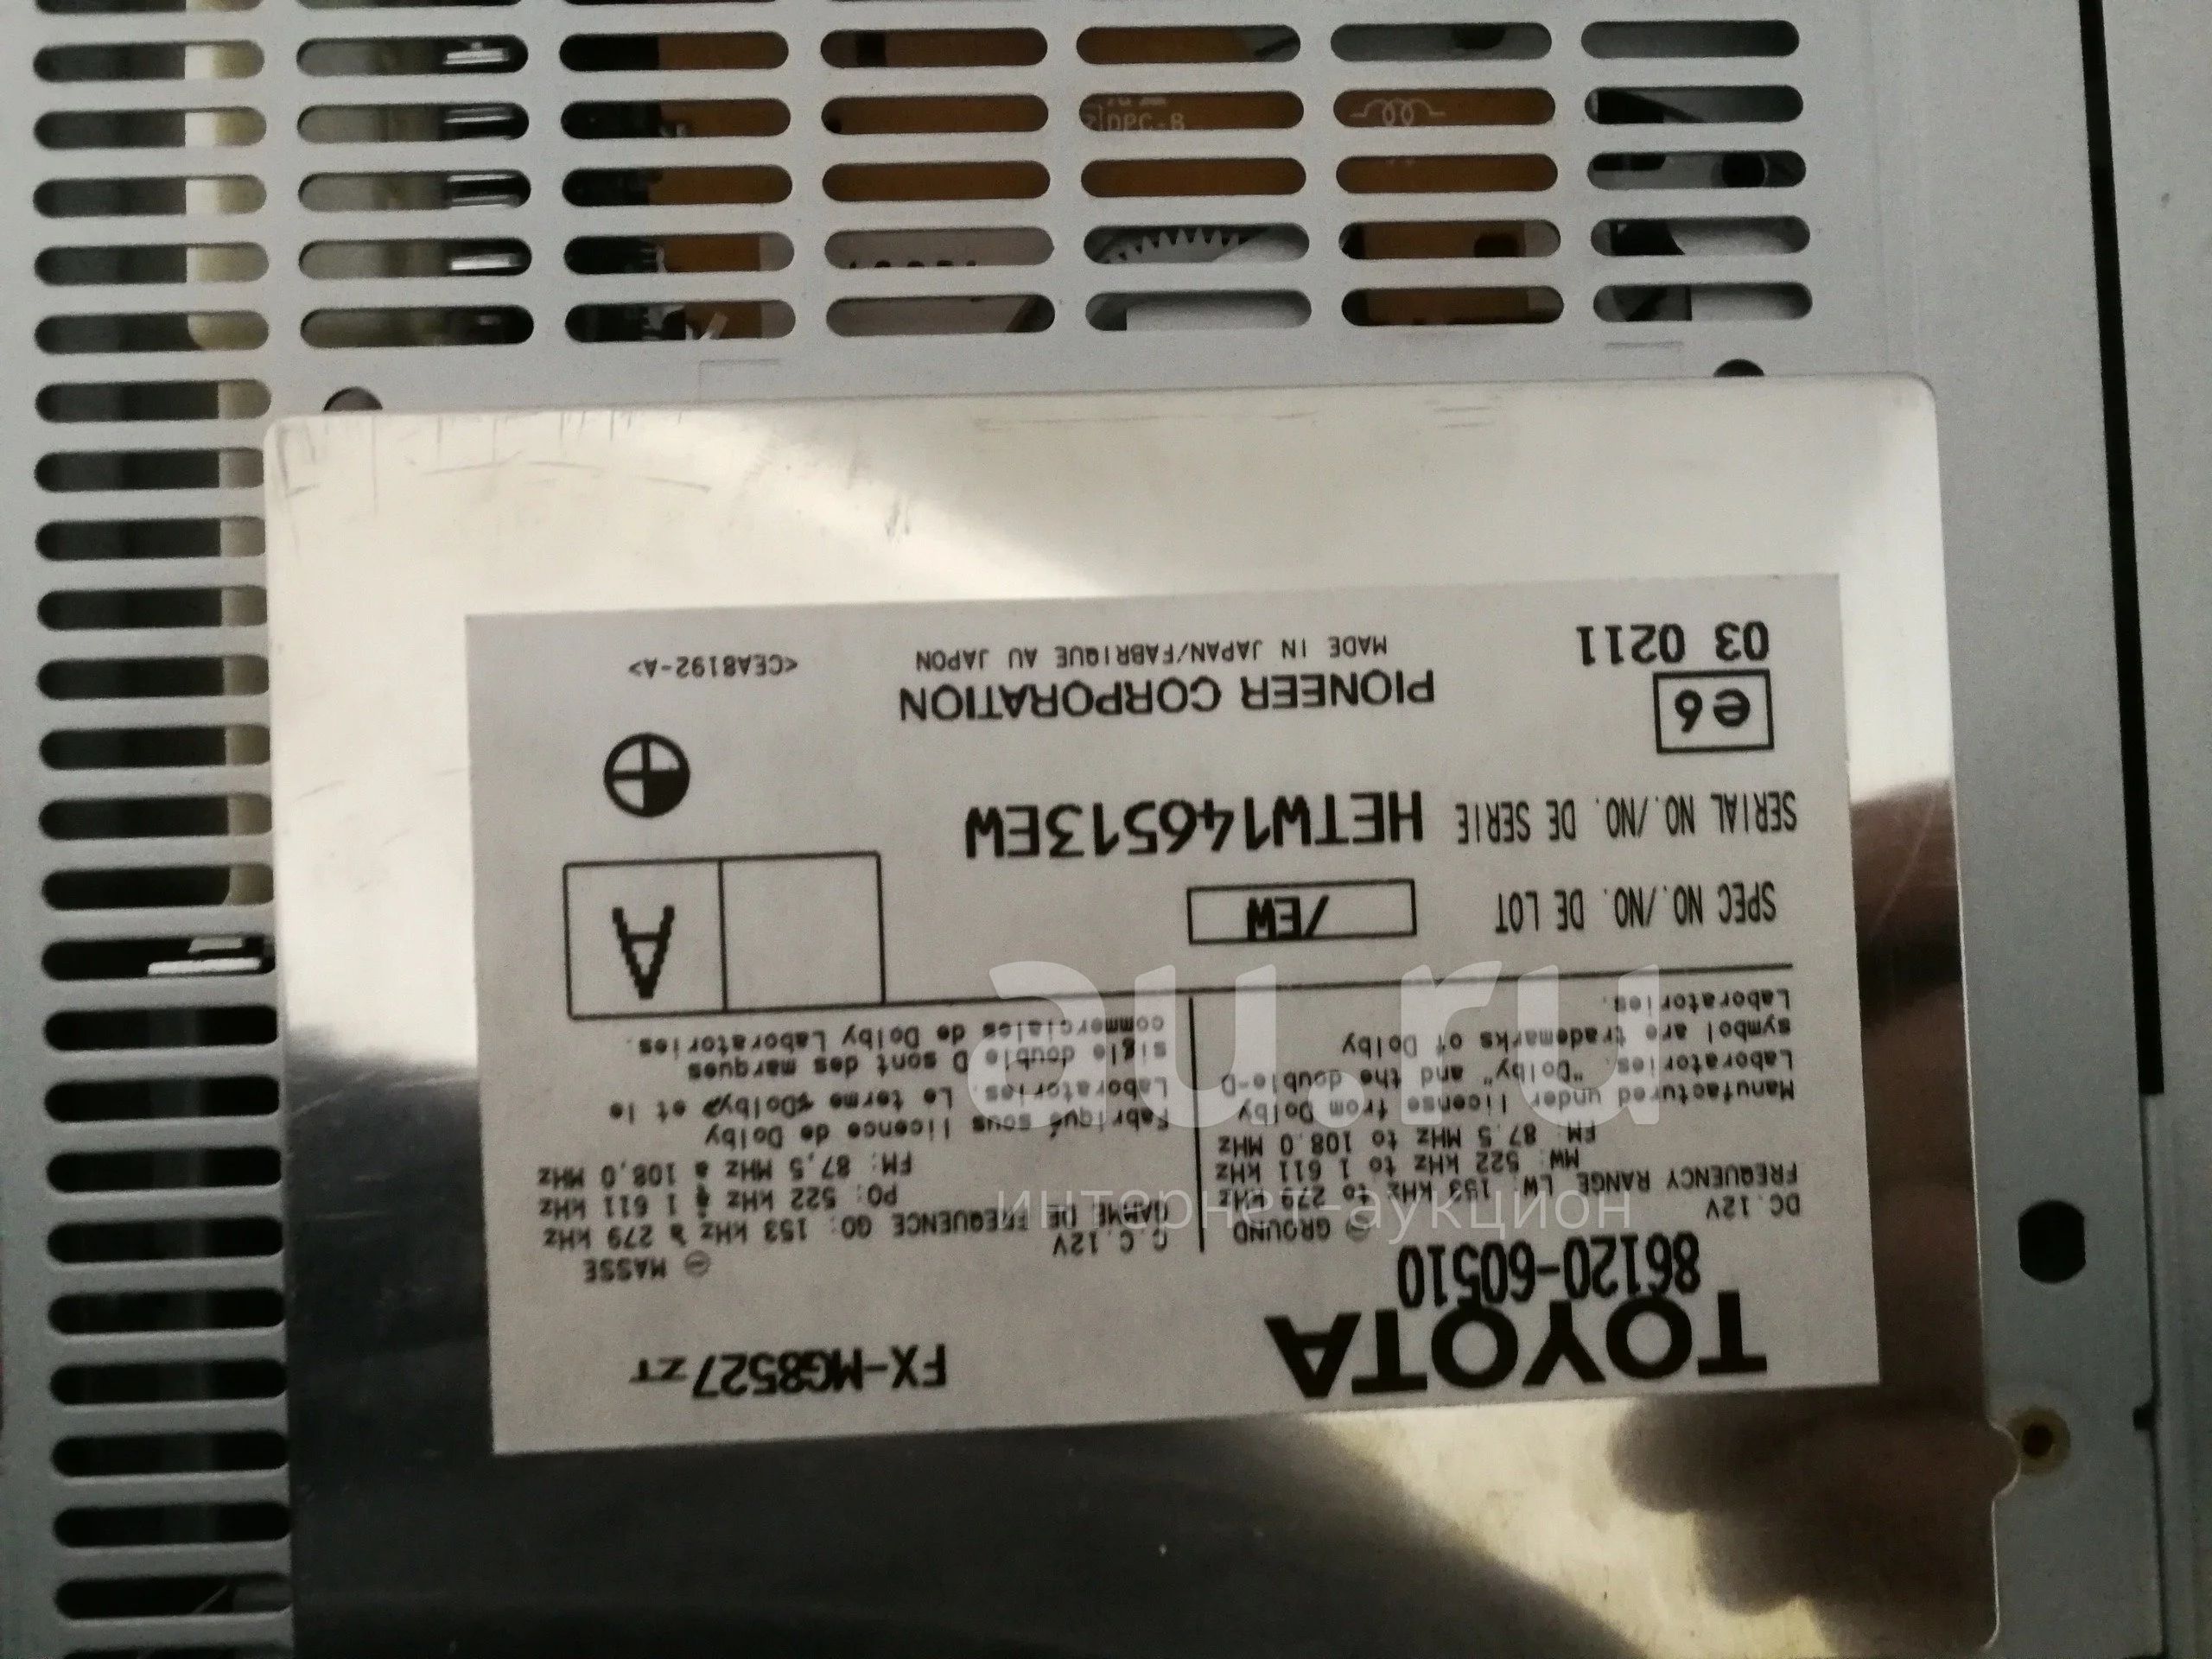 TOYOTA
86120-60510
FX-MG8527ZT
DC.12V ⊖ GROUND
FREQUENCY RANGE LW: 153 kHz to 279 kHz
MW: 522 kHz to 1 611 kHz
FM: 87.5 MHz to 108.0 MHz
Manufactured under license from Dolby
Laboratories. "Dolby" and the double-D
symbol are trademarks of Dolby
Laboratories.
C.C.12V ⊖ MASSE
GAMME DE FREQUENCE GO: 153 kHz à 279 kHz
PO: 522 kHz à 1 611 kHz
FM: 87,5 MHz à 108,0 MHz
Fabriqué sous licence de Dolby
Laboratories. Le terme «Dolby» et le
sigle double D sont des marques
commerciales de Dolby Laboratories.
SPEC NO./NO. DE LOT /EW
A
SERIAL NO./NO. DE SERIE HETW146513EW
e6
03 0211
PIONEER CORPORATION
MADE IN JAPAN/FABRIQUE AU JAPON
<CEA8192-A>
DPC-B
au.ru
интернет-аукцион